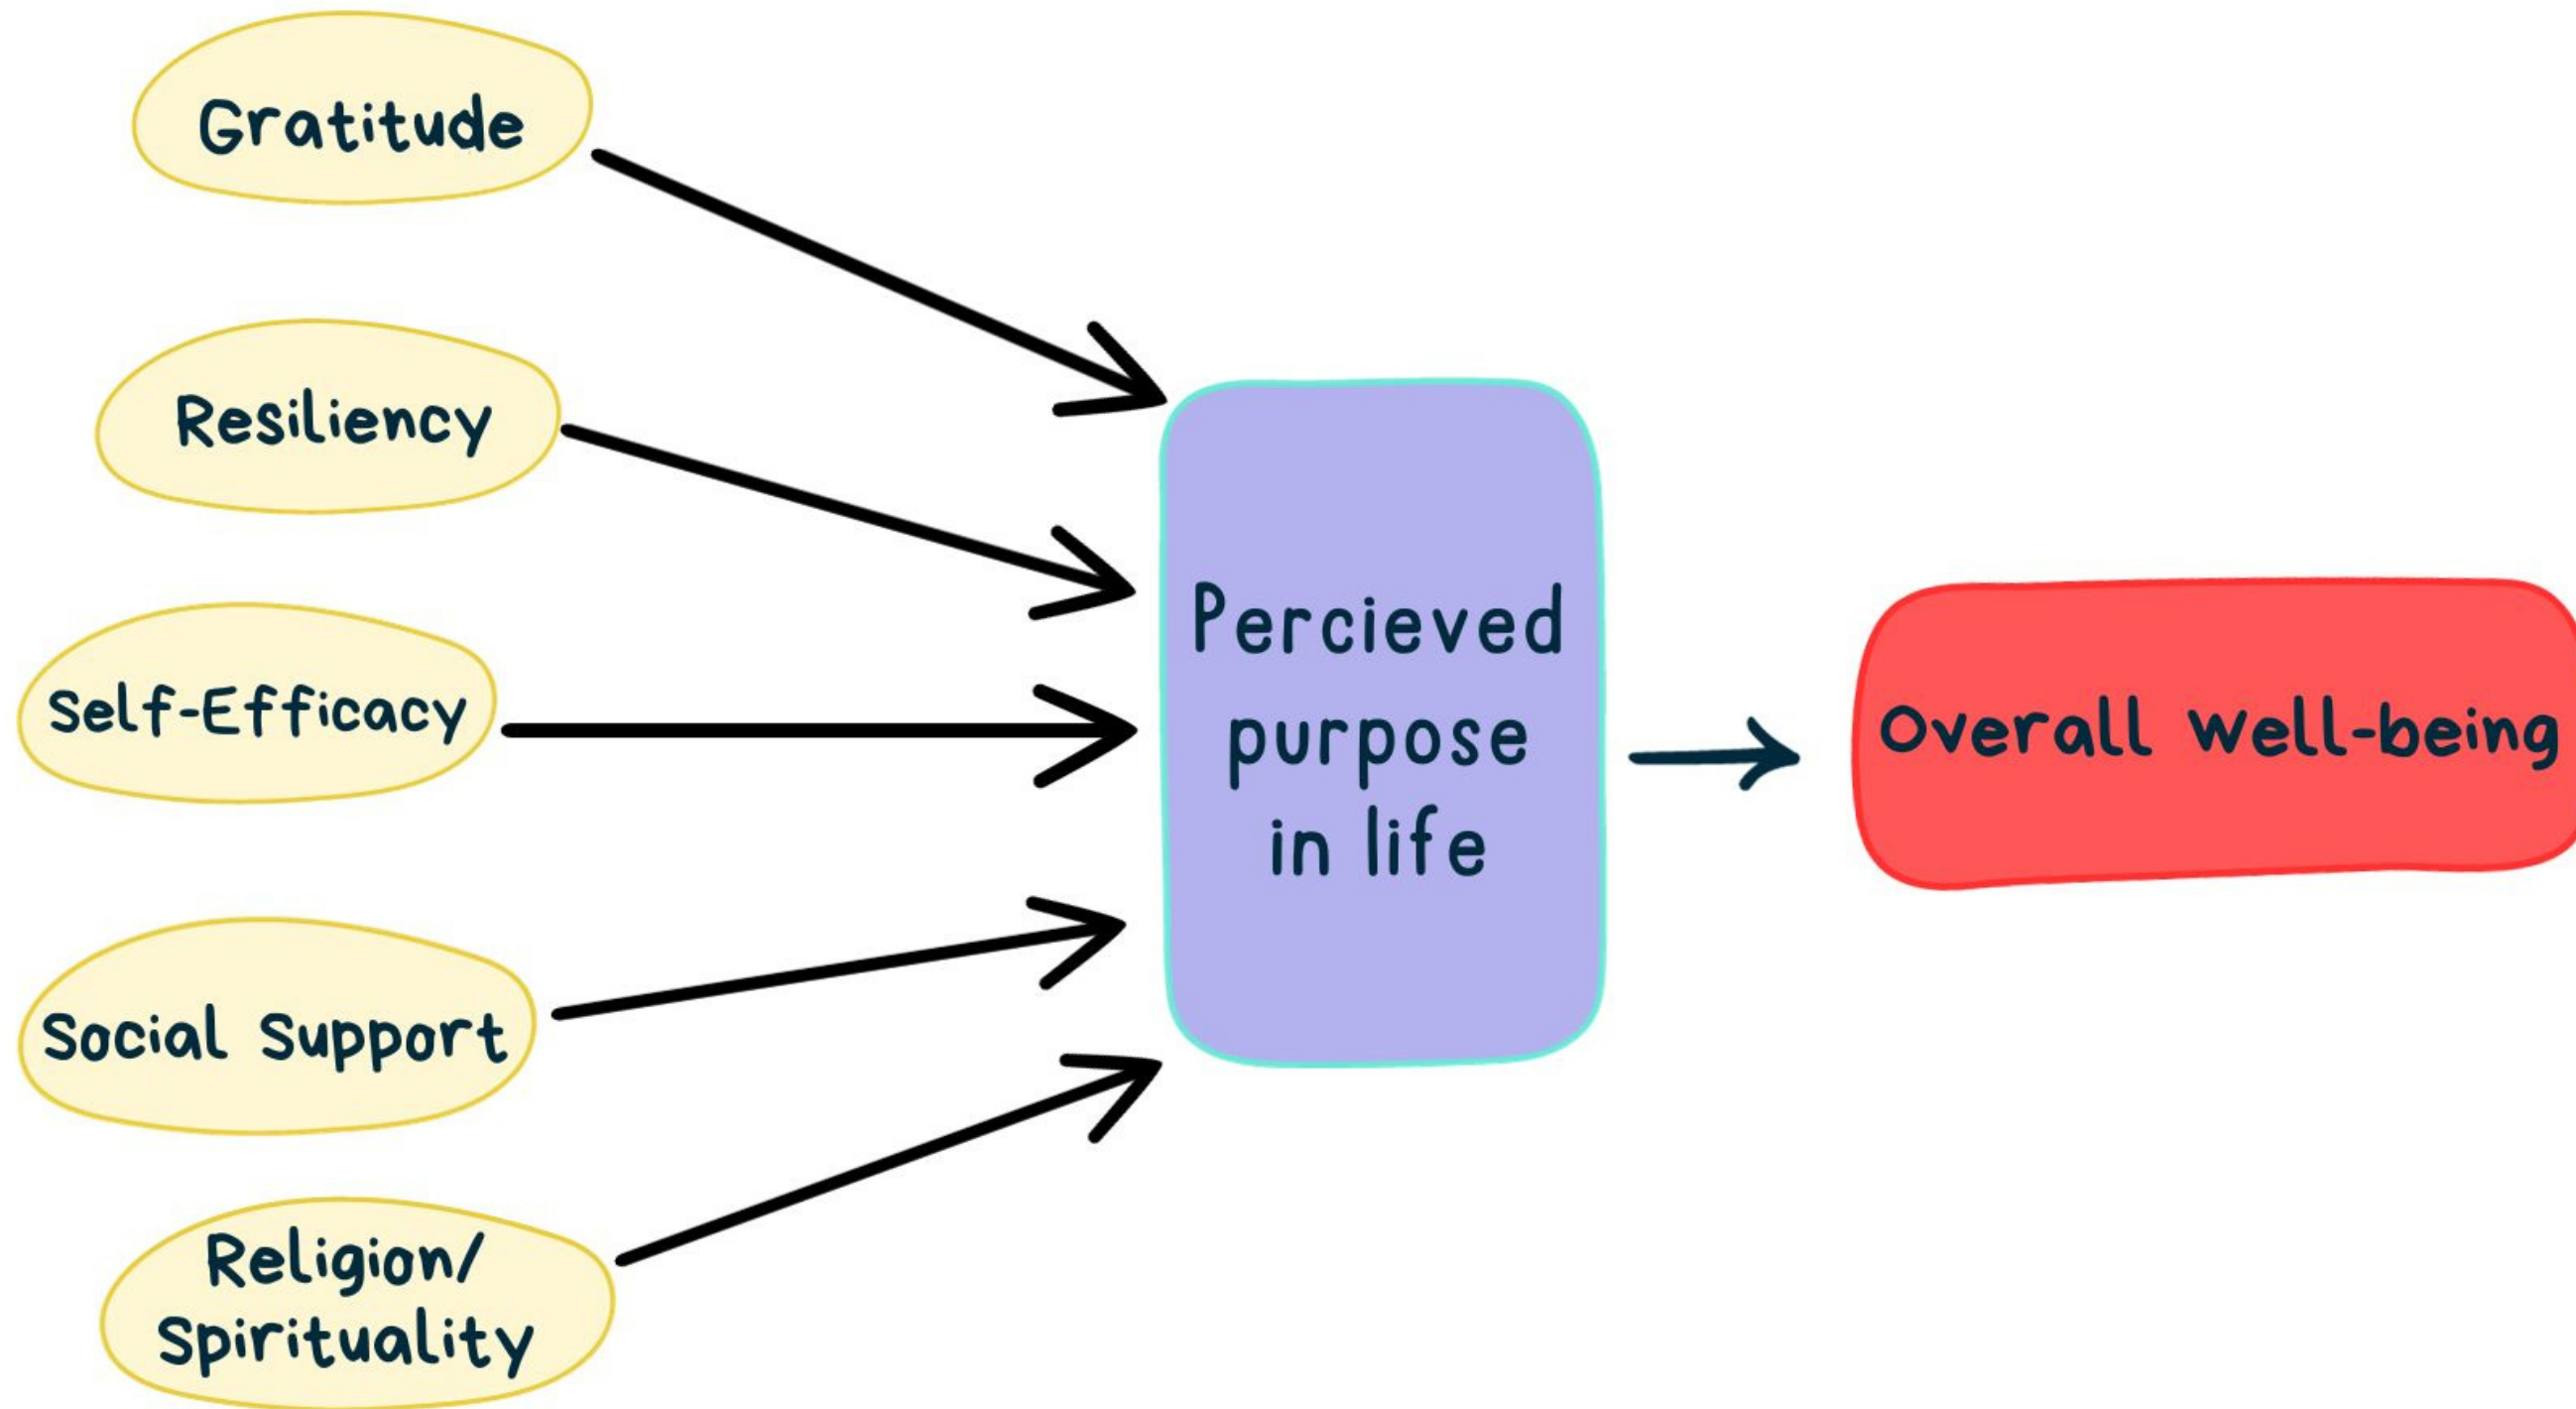 Gratitude
Resiliency
Self-Efficacy
Social Support
Religion/
Spirituality
Percieved
purpose
in life
Overall well-being